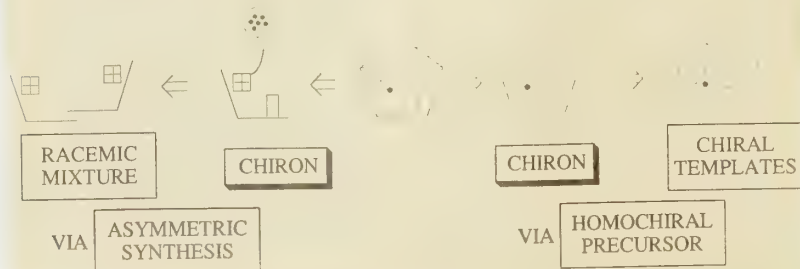 RACEMIC
MIXTURE
CHIRON
CHIRON
CHIRAL
TEMPLATES
VIA
ASYMMETRIC
SYNTHESIS
VIA
HOMOCHIRAL
PRECURSOR